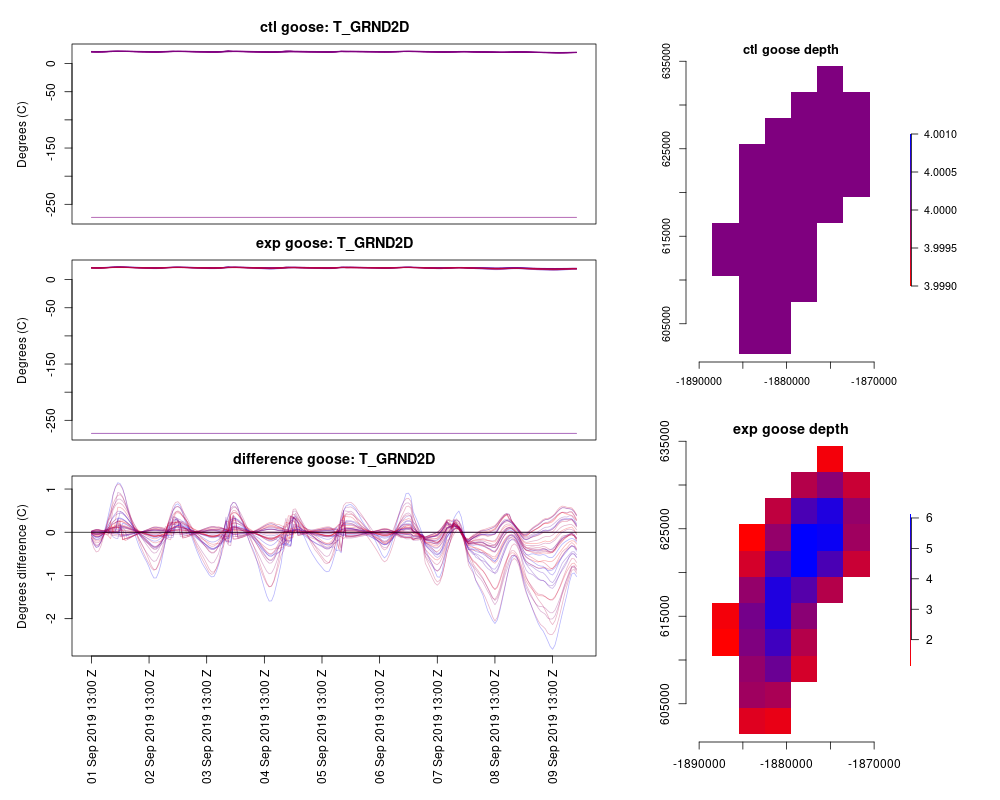 ctl goose: T_GRND2D
Degrees (C)
0
-50
-150
-250
exp goose: T_GRND2D
Degrees (C)
0
-50
-150
-250
difference goose: T_GRND2D
Degrees difference (C)
1
0
-1
-2
01 Sep 2019 13:00 Z
02 Sep 2019 13:00 Z
03 Sep 2019 13:00 Z
04 Sep 2019 13:00 Z
05 Sep 2019 13:00 Z
06 Sep 2019 13:00 Z
07 Sep 2019 13:00 Z
08 Sep 2019 13:00 Z
09 Sep 2019 13:00 Z
ctl goose depth
635000
625000
615000
605000
-1890000
-1880000
-1870000
4.0010
4.0005
4.0000
3.9995
3.9990
exp goose depth
635000
625000
615000
605000
-1890000
-1880000
-1870000
6
5
4
3
2